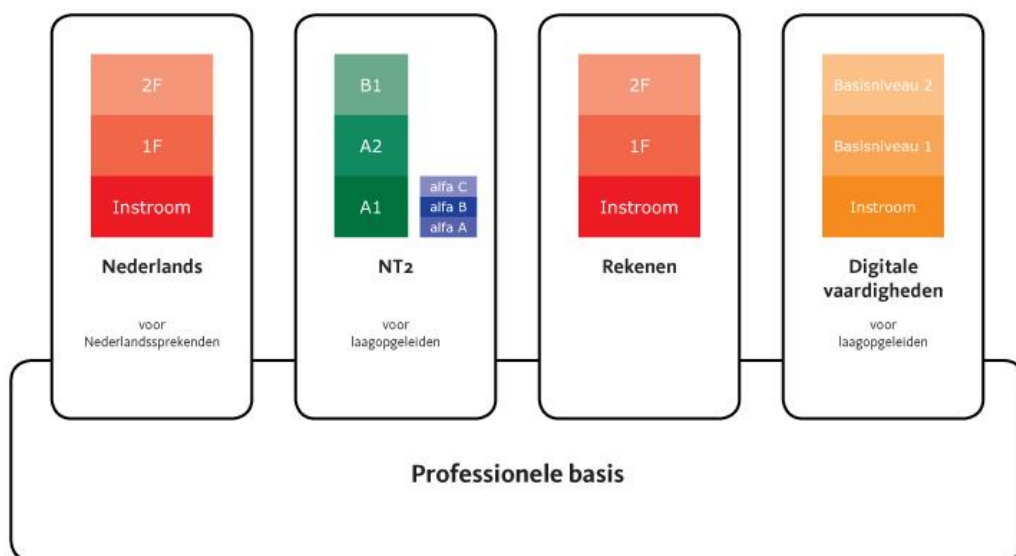 2F
1F
Instroom
Nederlands
voor
Nederlandssprekenden
B1
A2
A1
alfa C
alfa B
alfa A
NT2
voor
laagopgeleiden
2F
1F
Instroom
Rekenen
Basisniveau 2
Basisniveau 1
Instroom
Digitale
vaardigheden
voor
laagopgeleiden
Professionele basis